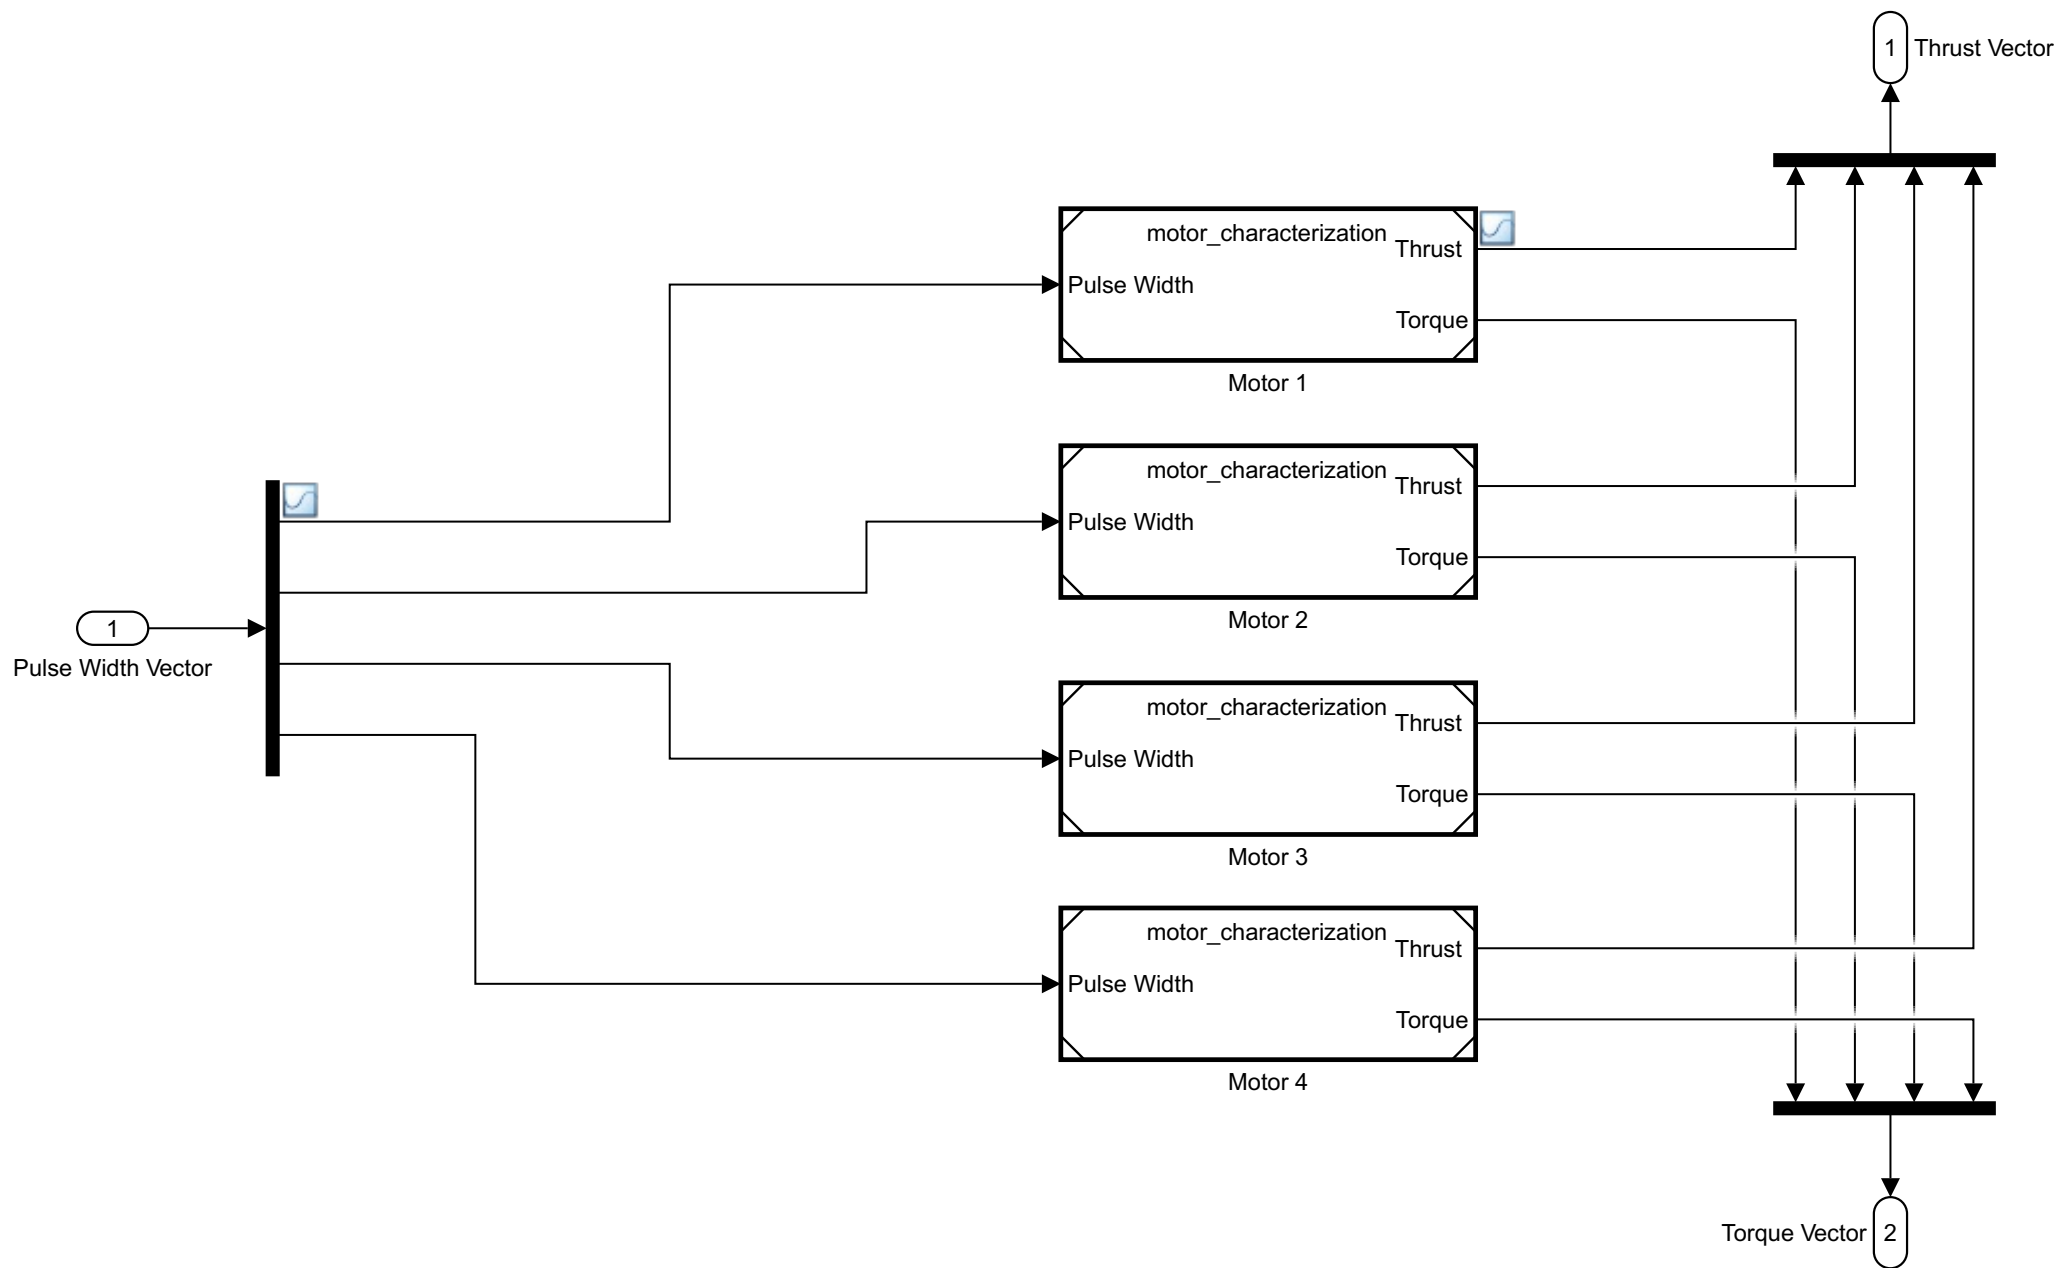 1 Thrust Vector
motor_characterization
Thrust
Pulse Width
Torque
Motor 1
motor_characterization
Thrust
Pulse Width
Torque
Motor 2
1
Pulse Width Vector
motor_characterization
Thrust
Pulse Width
Torque
Motor 3
motor_characterization
Thrust
Pulse Width
Torque
Motor 4
Torque Vector 2